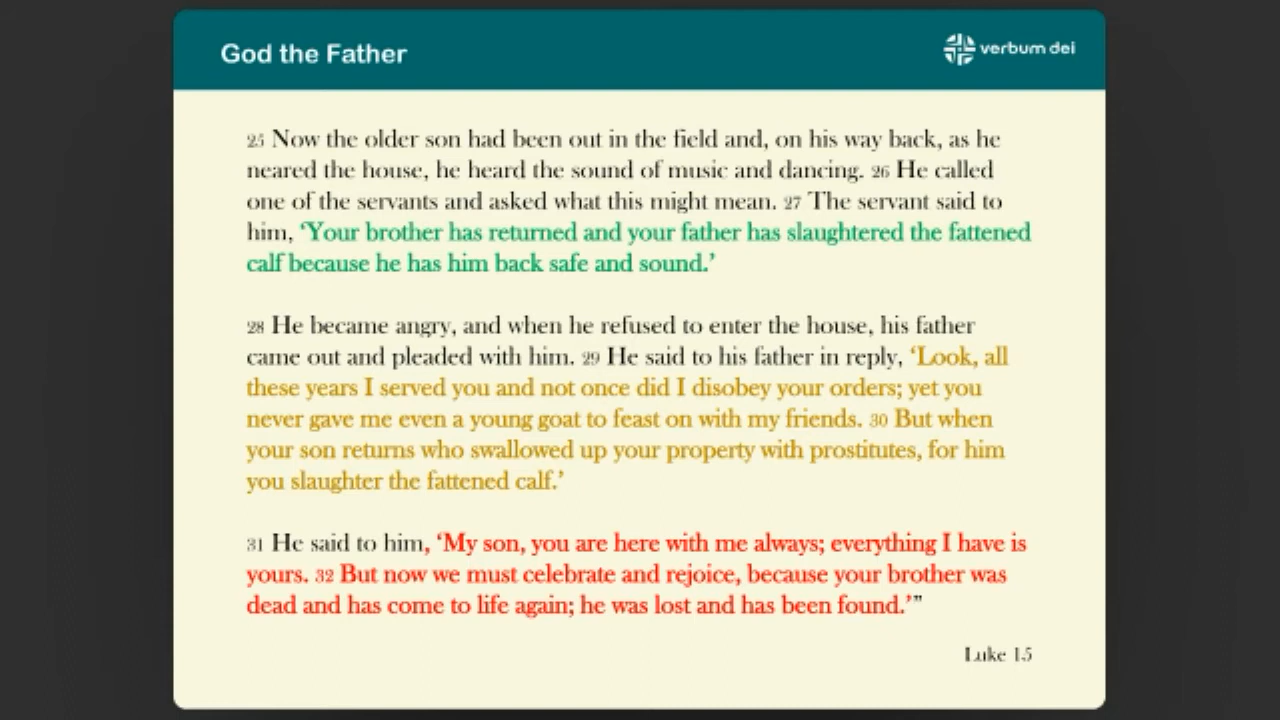 God the Father
verbum dei
25 Now the older son had been out in the field and, on his way back, as he
neared the house, he heard the sound of music and dancing. 26 He called
one of the servants and asked what this might mean. 27 The servant said to
him, ‘Your brother has returned and your father has slaughtered the fattened
calf because he has him back safe and sound.’
28 He became angry, and when he refused to enter the house, his father
came out and pleaded with him. 29 He said to his father in reply, ‘Look, all
these years I served you and not once did I disobey your orders; yet you
never gave me even a young goat to feast on with my friends. 30 But when
your son returns who swallowed up your property with prostitutes, for him
you slaughter the fattened calf.’
31 He said to him, ‘My son, you are here with me always; everything I have is
yours. 32 But now we must celebrate and rejoice, because your brother was
dead and has come to life again; he was lost and has been found.’”
Luke 15